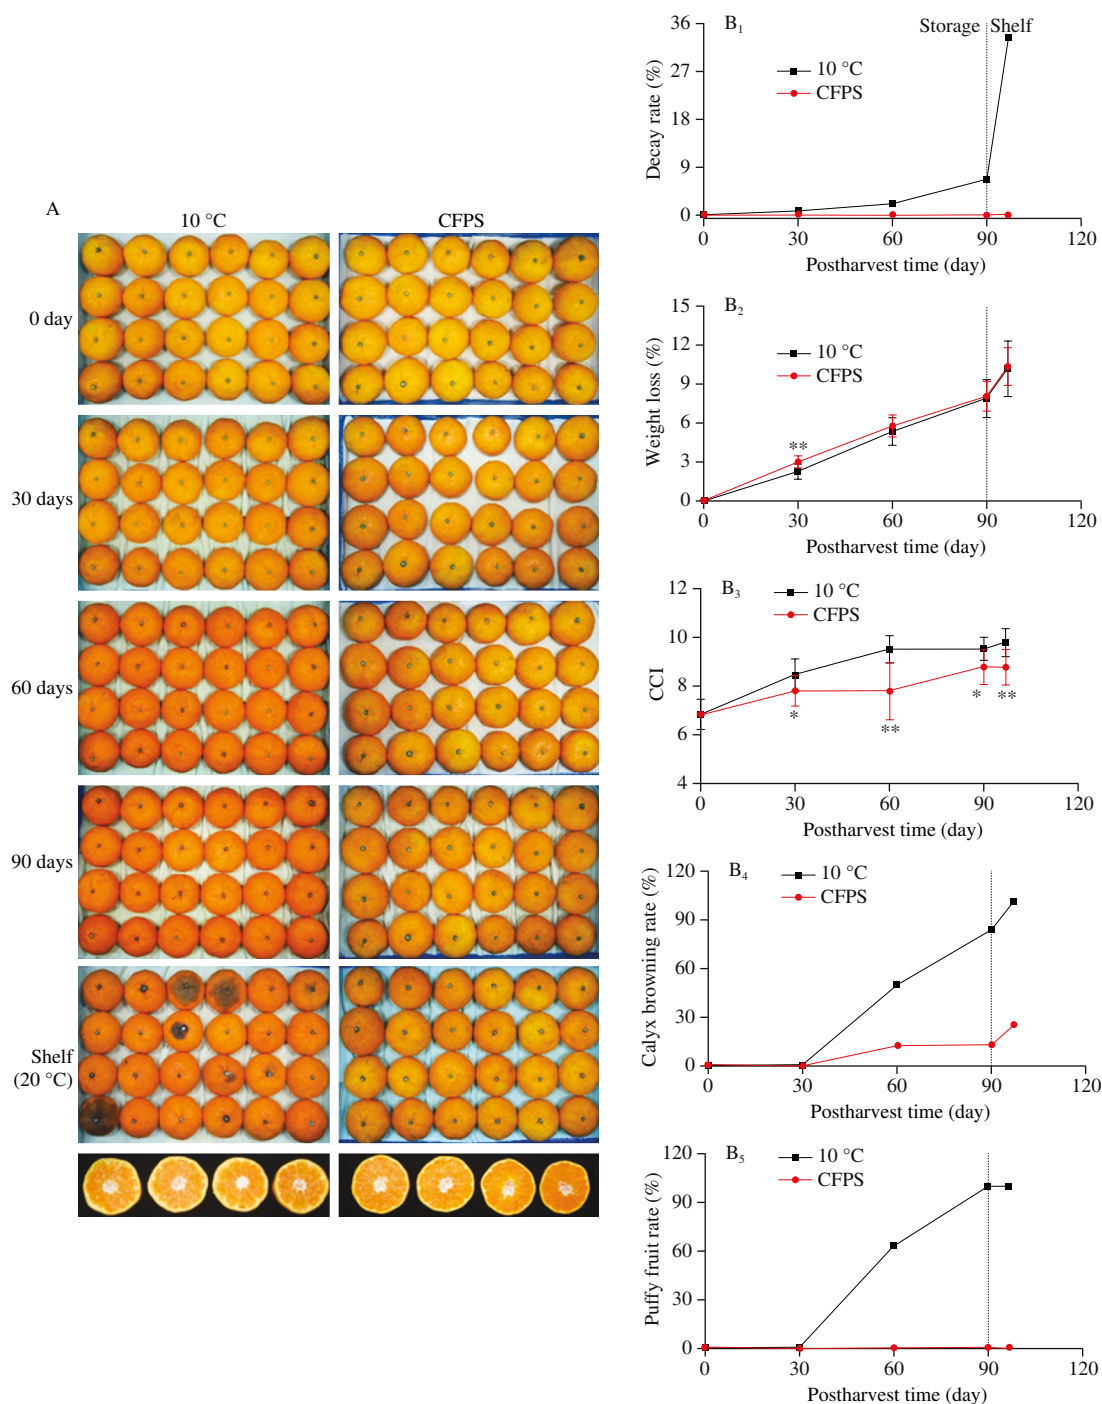 A
10 °C
CFPS
0 day
30 days
60 days
90 days
Shelf
(20 °C)
B1
Storage
Shelf
10 °C
CFPS
Decay rate (%)
36
27
18
9
0
0
30
60
90
120
Postharvest time (day)
B2
10 °C
CFPS
Weight loss (%)
15
12
9
6
3
0
**
0
30
60
90
120
Postharvest time (day)
B3
10 °C
CFPS
CCI
12
10
8
6
4
*
**
*
**
0
30
60
90
120
Postharvest time (day)
B4
10 °C
CFPS
Calyx browning rate (%)
120
90
60
30
0
0
30
60
90
120
Postharvest time (day)
B5
10 °C
CFPS
Puffy fruit rate (%)
120
90
60
30
0
0
30
60
90
120
Postharvest time (day)